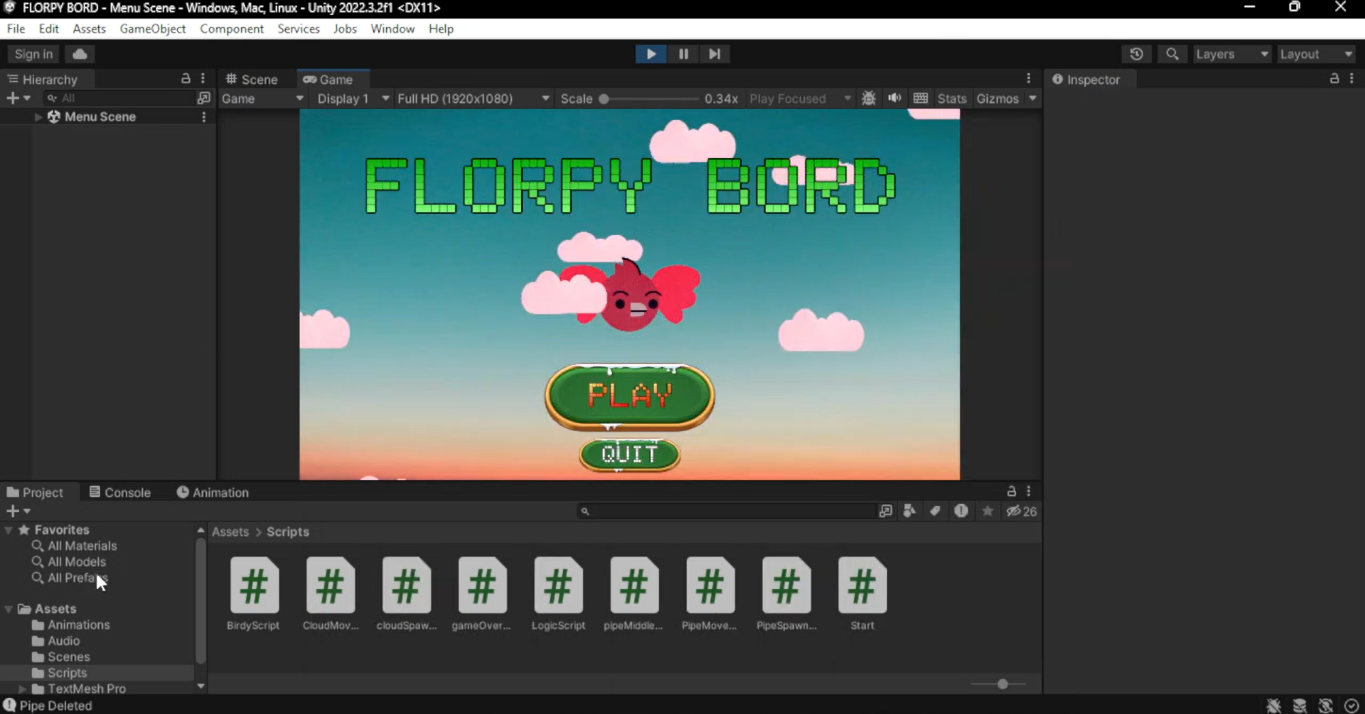 FLORPY BORD - Menu Scene - Windows, Mac, Linux - Unity 2022.3.2f1 <DX11>
File Edit Assets GameObject Component Services Jobs Window Help
Sign in
Layers Layout
Hierarchy
All
Menu Scene
Scene Game
Game Display 1 Full HD (1920x1080) Scale 0.34x Play Focused Stats Gizmos
FLORPY BORD
PLAY
QUIT
Inspector
Project Console Animation
26
Favorites
All Materials
All Models
All Prefabs
Assets
Animations
Audio
Scenes
Scripts
TextMesh Pro
Assets > Scripts
BirdyScript CloudMov... cloudSpaw... gameOver... LogicScript pipeMiddle... PipeMove... PipeSpawn... Start
Pipe Deleted